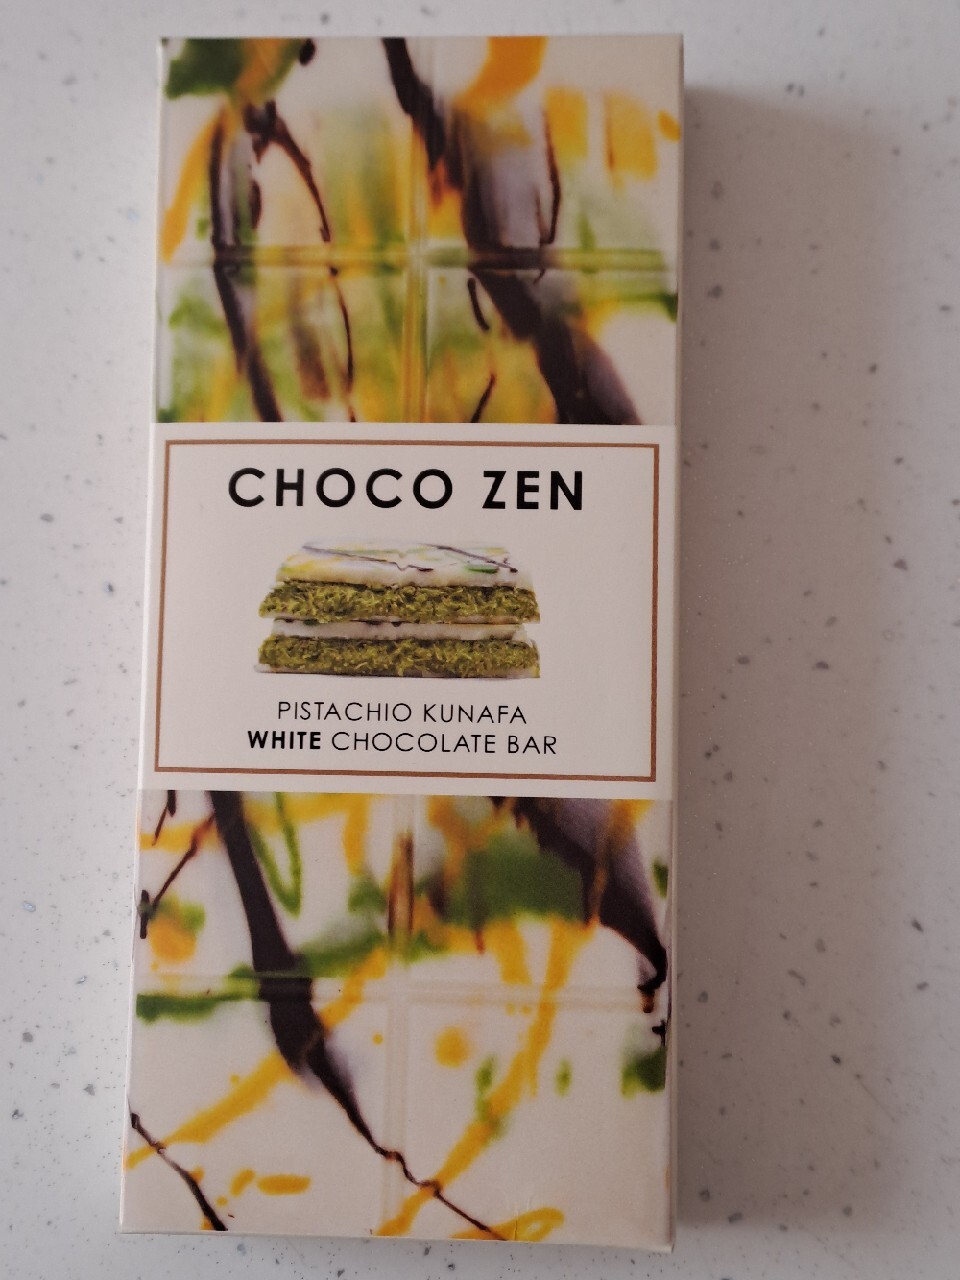 CHOCO ZEN
PISTACHIO KUNAFA
WHITE CHOCOLATE BAR